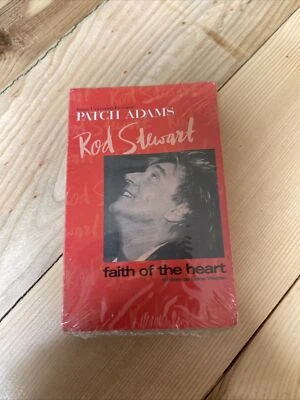 PATCH ADAMS
Rod Stewart
faith of the heart